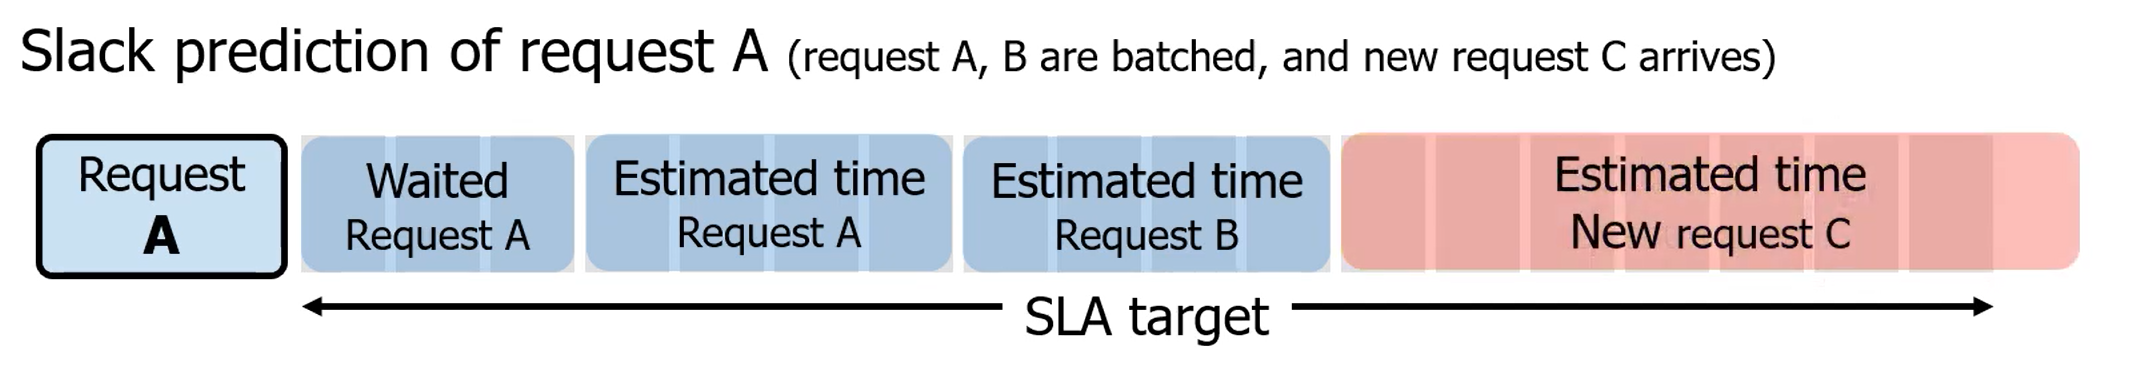 Slack prediction of request A (request A, B are batched, and new request C arrives)
Request
A
Waited
Request A
Estimated time
Request A
Estimated time
Request B
Estimated time
New request C
SLA target